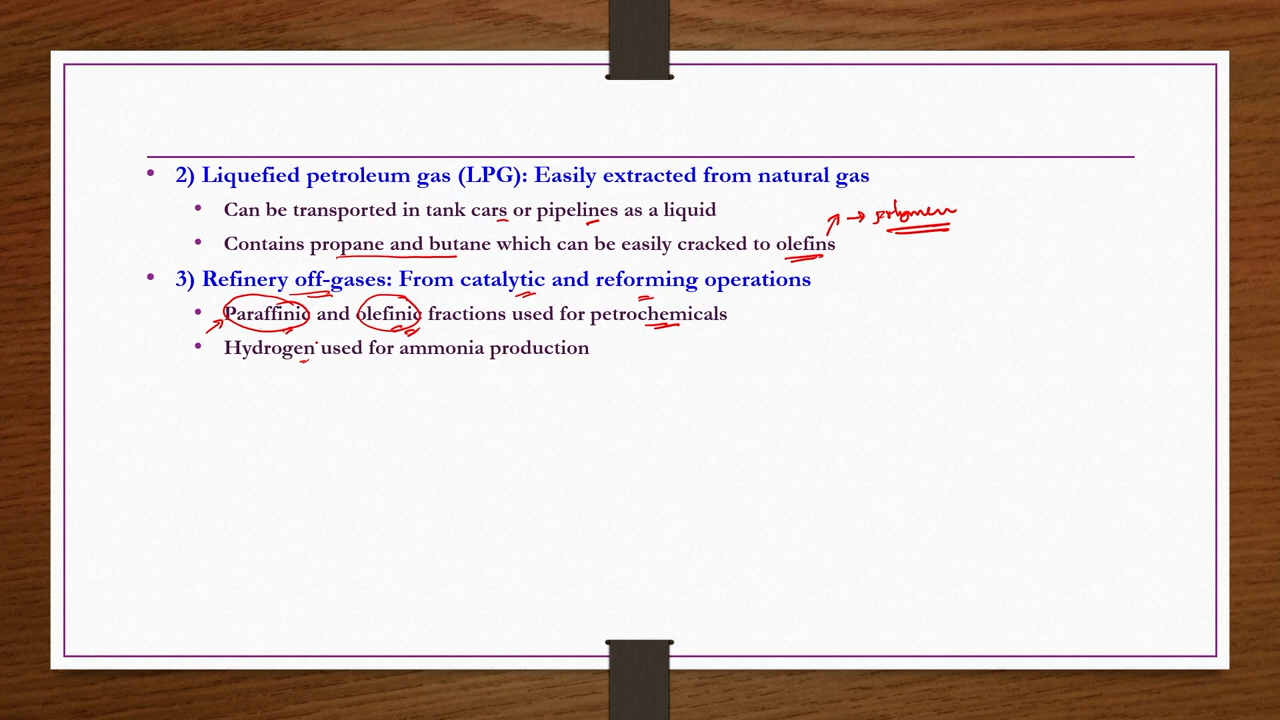 • 2) Liquefied petroleum gas (LPG): Easily extracted from natural gas
• Can be transported in tank cars or pipelines as a liquid
→ polymers
• Contains propane and butane which can be easily cracked to olefins
• 3) Refinery off-gases: From catalytic and reforming operations
• Paraffinic and olefinic fractions used for petrochemicals
• Hydrogen used for ammonia production